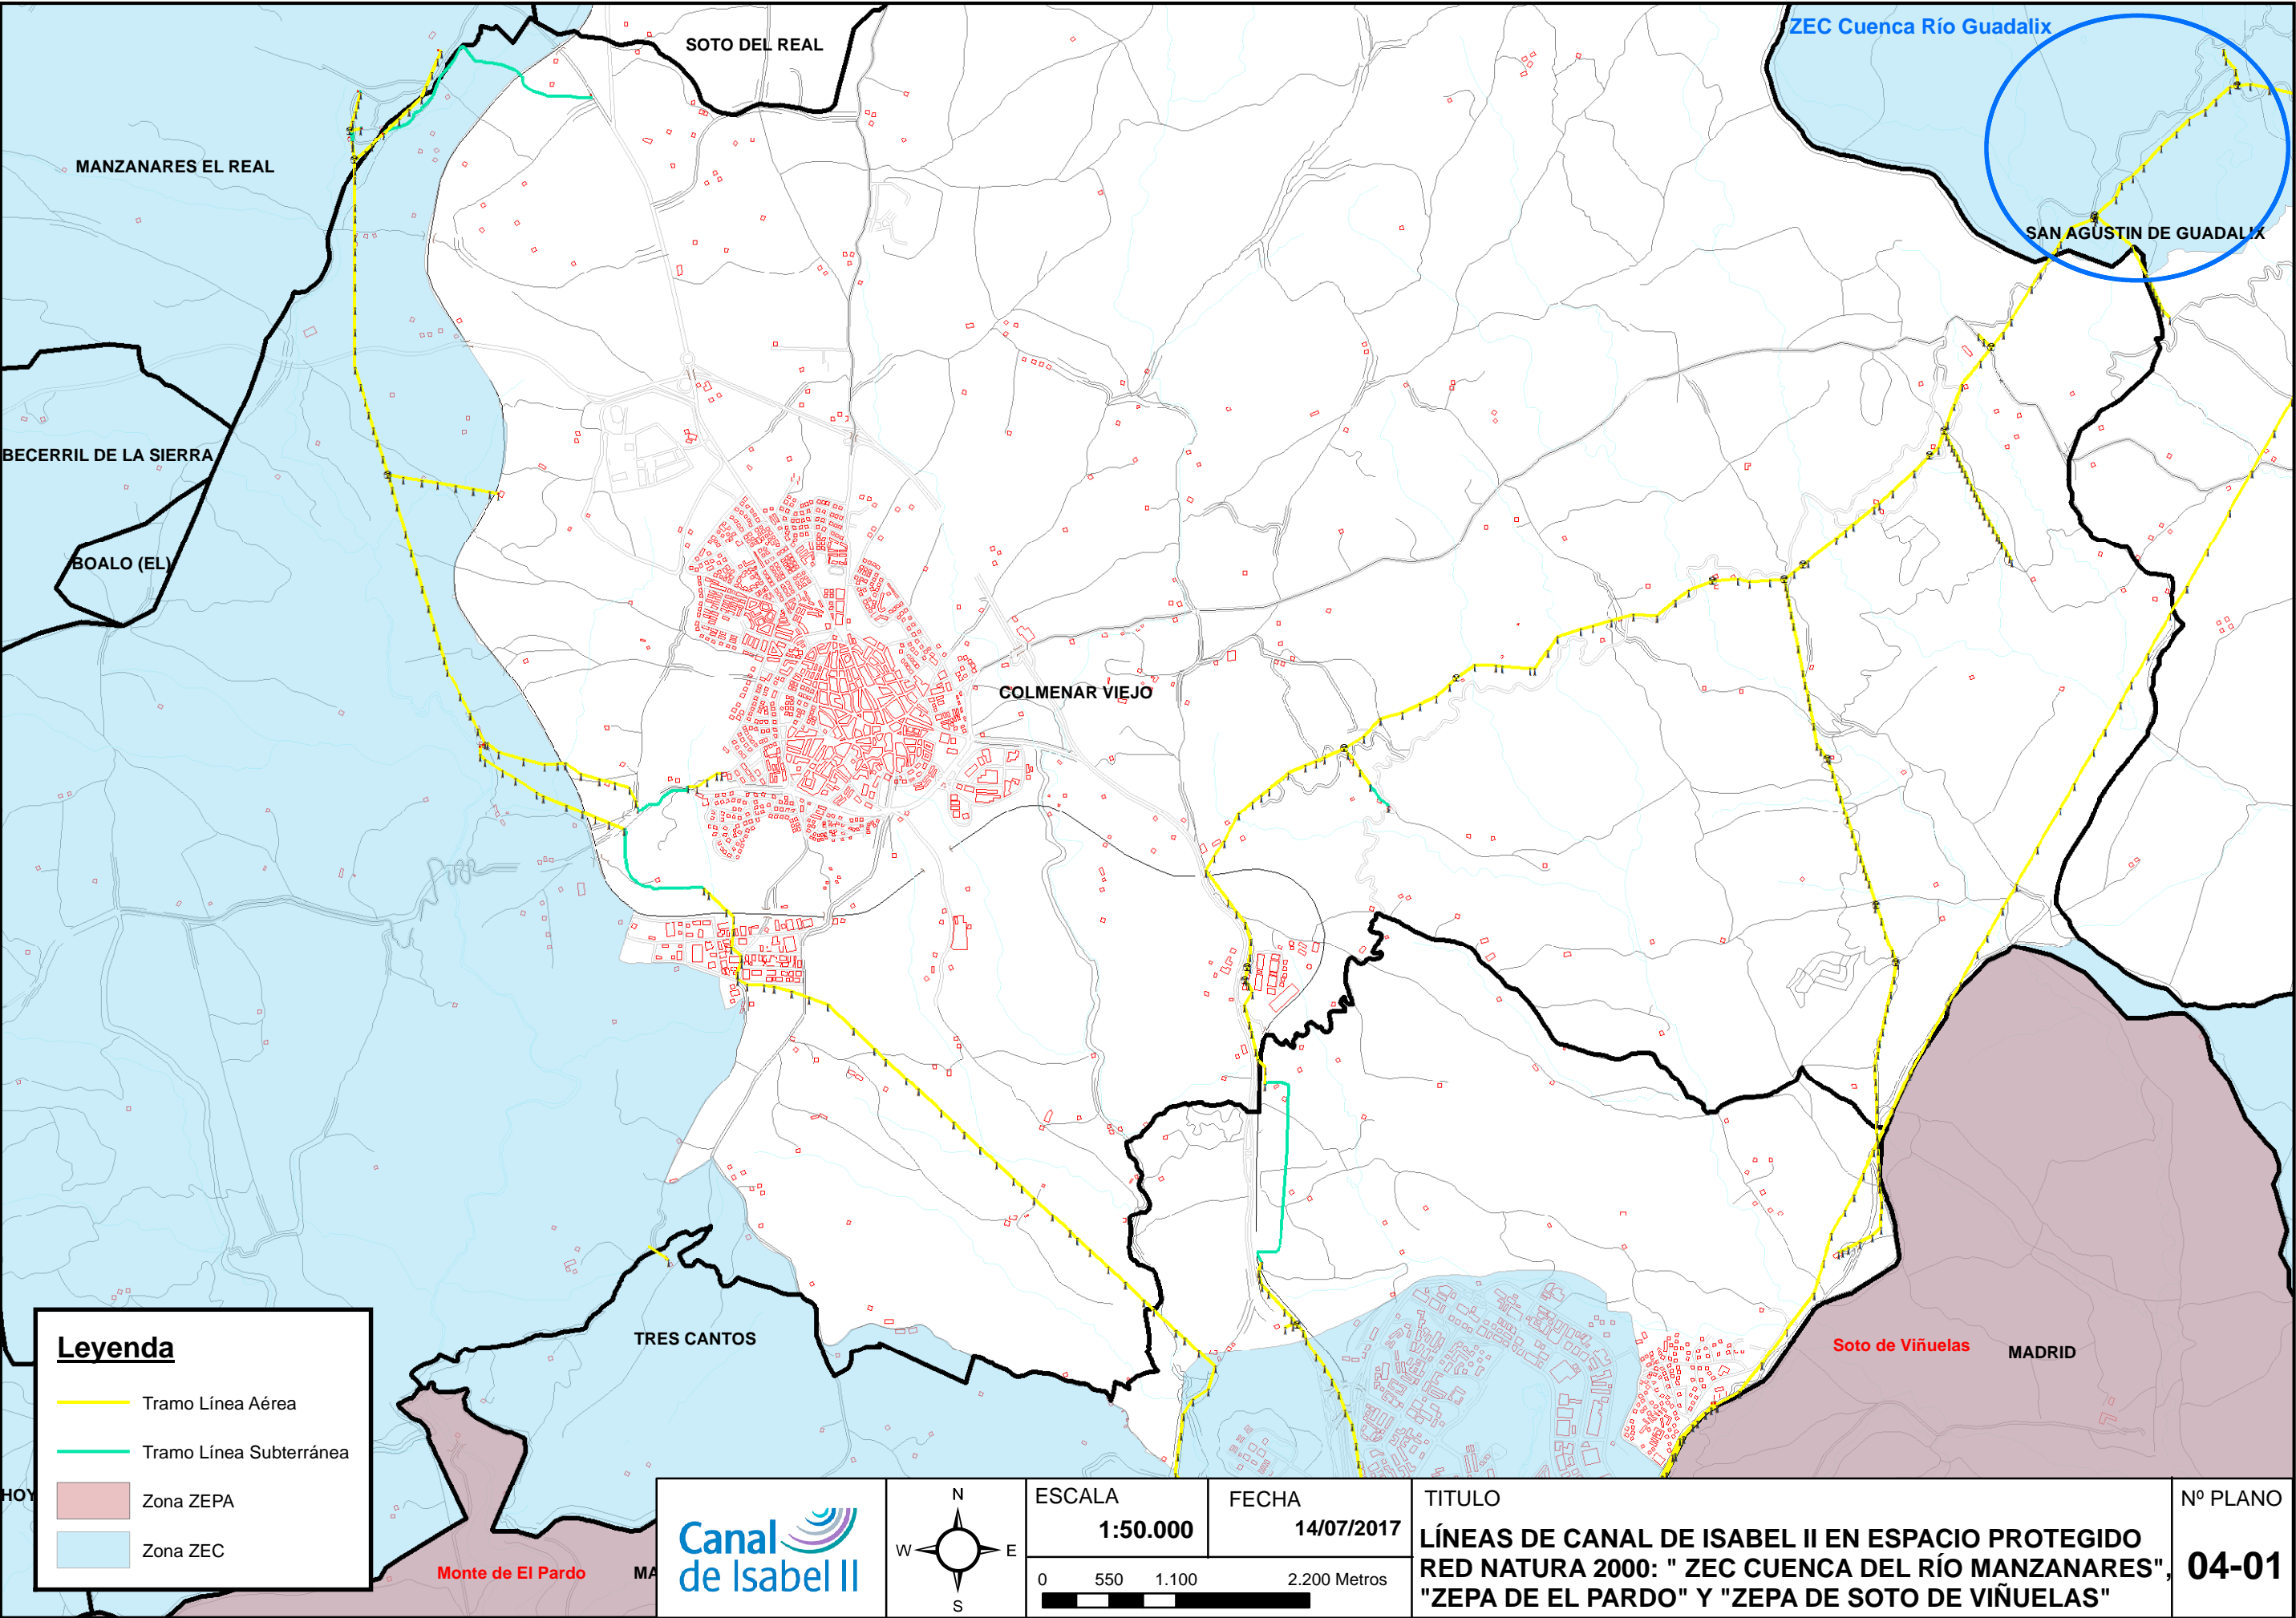 ZEC Cuenca Río Guadalix
SOTO DEL REAL
MANZANARES EL REAL
SAN AGUSTIN DE GUADALIX
BECERRIL DE LA SIERRA
BOALO (EL)
COLMENAR VIEJO
TRES CANTOS
Soto de Viñuelas
MADRID
Leyenda
Tramo Línea Aérea
Tramo Línea Subterránea
Zona ZEPA
Zona ZEC
HOY
Monte de El Pardo
MA
Canal
de Isabel II
N
W
E
S
ESCALA
1:50.000
FECHA
14/07/2017
0 550 1.100 2.200 Metros
TITULO
LÍNEAS DE CANAL DE ISABEL II EN ESPACIO PROTEGIDO
RED NATURA 2000: " ZEC CUENCA DEL RÍO MANZANARES",
"ZEPA DE EL PARDO" Y "ZEPA DE SOTO DE VIÑUELAS"
Nº PLANO
04-01